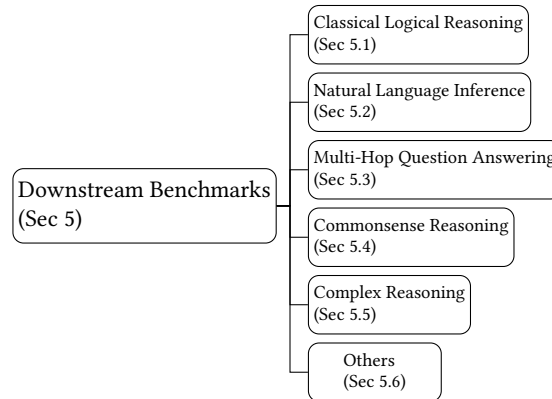 Classical Logical Reasoning
(Sec 5.1)
Natural Language Inference
(Sec 5.2)
Multi-Hop Question Answering
(Sec 5.3)
Downstream Benchmarks
(Sec 5)
Commonsense Reasoning
(Sec 5.4)
Complex Reasoning
(Sec 5.5)
Others
(Sec 5.6)